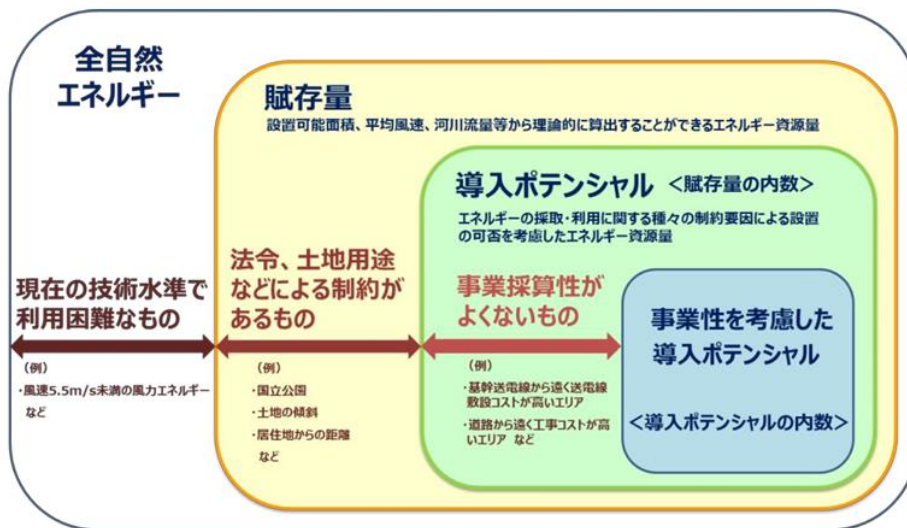 全自然
エネルギー
賦存量
設置可能面積、平均風速、河川流量等から理論的に算出することができるエネルギー資源量
導入ポテンシャル <賦存量の内数>
エネルギーの採取・利用に関する種々の制約要因による設置
の可否を考慮したエネルギー資源量
現在の技術水準で
利用困難なもの
(例)
・風速5.5m/s未満の風力エネルギー
など
法令、土地用途
などによる制約が
あるもの
(例)
・国立公園
・土地の傾斜
・居住地からの距離
など
事業採算性が
よくないもの
(例)
・基幹送電線から遠く送電線
敷設コストが高いエリア
・道路から遠く工事コストが高
いエリア など
事業性を考慮した
導入ポテンシャル
<導入ポテンシャルの内数>